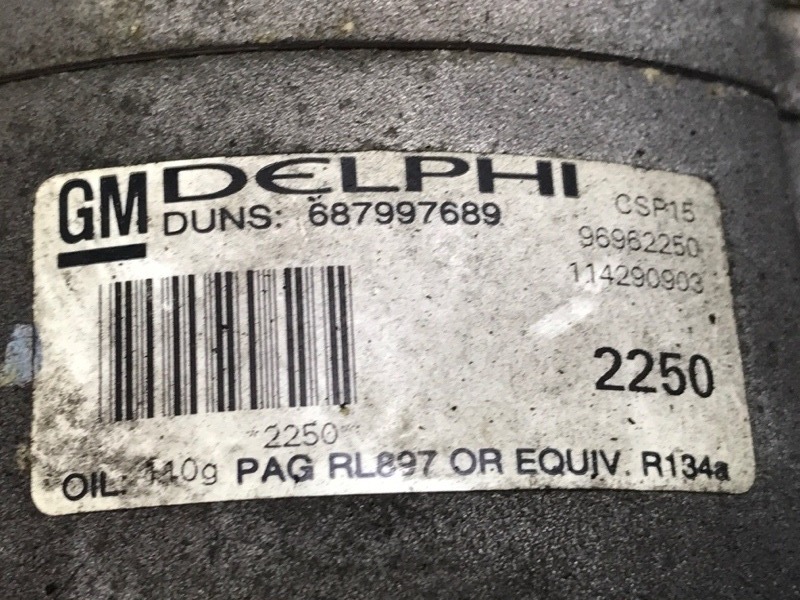 GM DELPHI
DUNS: 687997689
CSP15
96962250
114290903
2250
*2250*
OIL: 110g PAG RL897 OR EQUIV. R134a